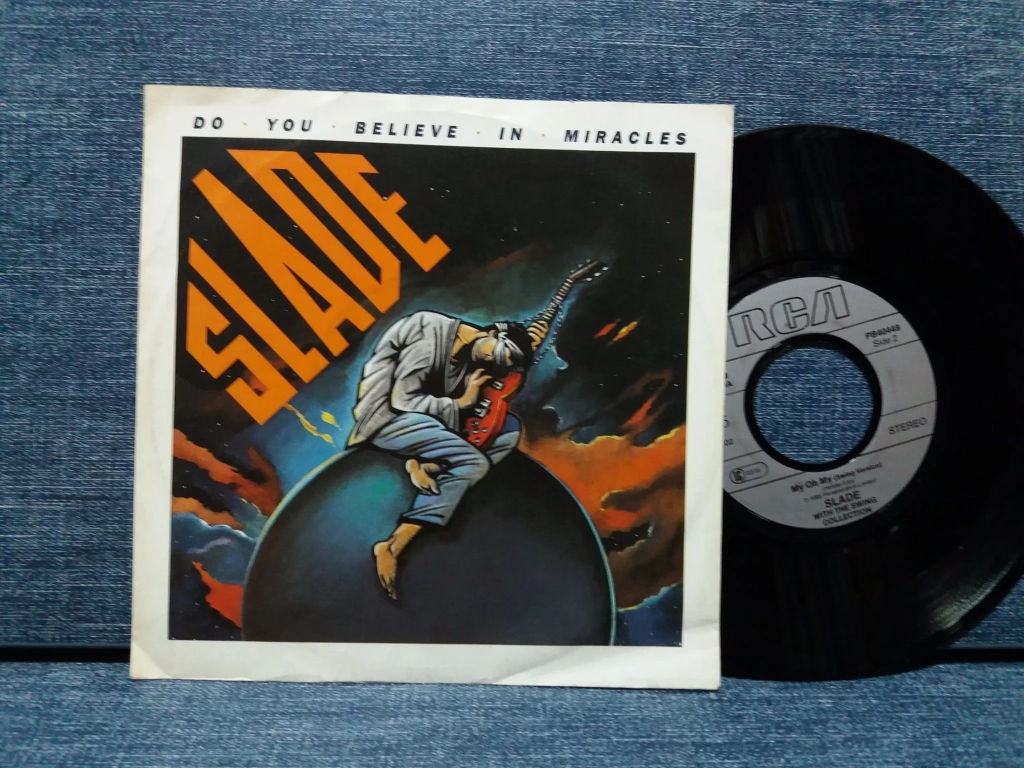 DO · YOU · BELIEVE · IN · MIRACLES
SLADE
RCA
PB40449
Side 2
STEREO
My Oh My (Swing Version)
SLADE
WITH THE SWING
COLLECTION